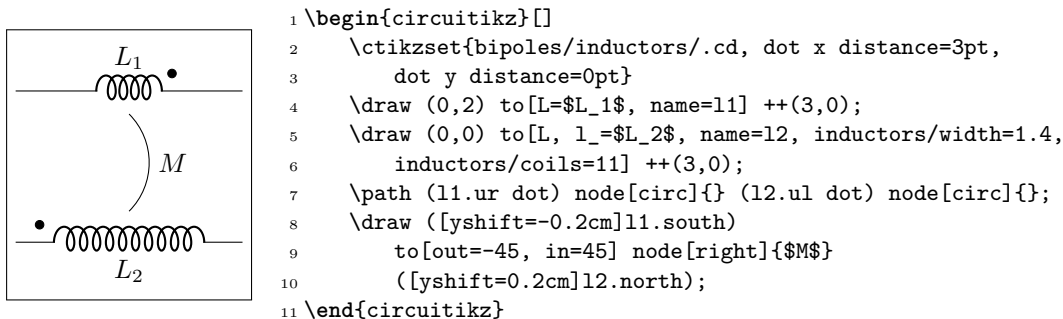 L1
M
L2
1 \begin{circuitikz}[]
2 \ctikzset{bipoles/inductors/.cd, dot x distance=3pt,
3 dot y distance=0pt}
4 \draw (0,2) to[L=$L_1$, name=l1] ++(3,0);
5 \draw (0,0) to[L, l_=$L_2$, name=l2, inductors/width=1.4,
6 inductors/coils=11] ++(3,0);
7 \path (l1.ur dot) node[circ]{} (l2.ul dot) node[circ]{};
8 \draw ([yshift=-0.2cm]l1.south)
9 to[out=-45, in=45] node[right]{$M$}
10 ([yshift=0.2cm]l2.north);
11 \end{circuitikz}